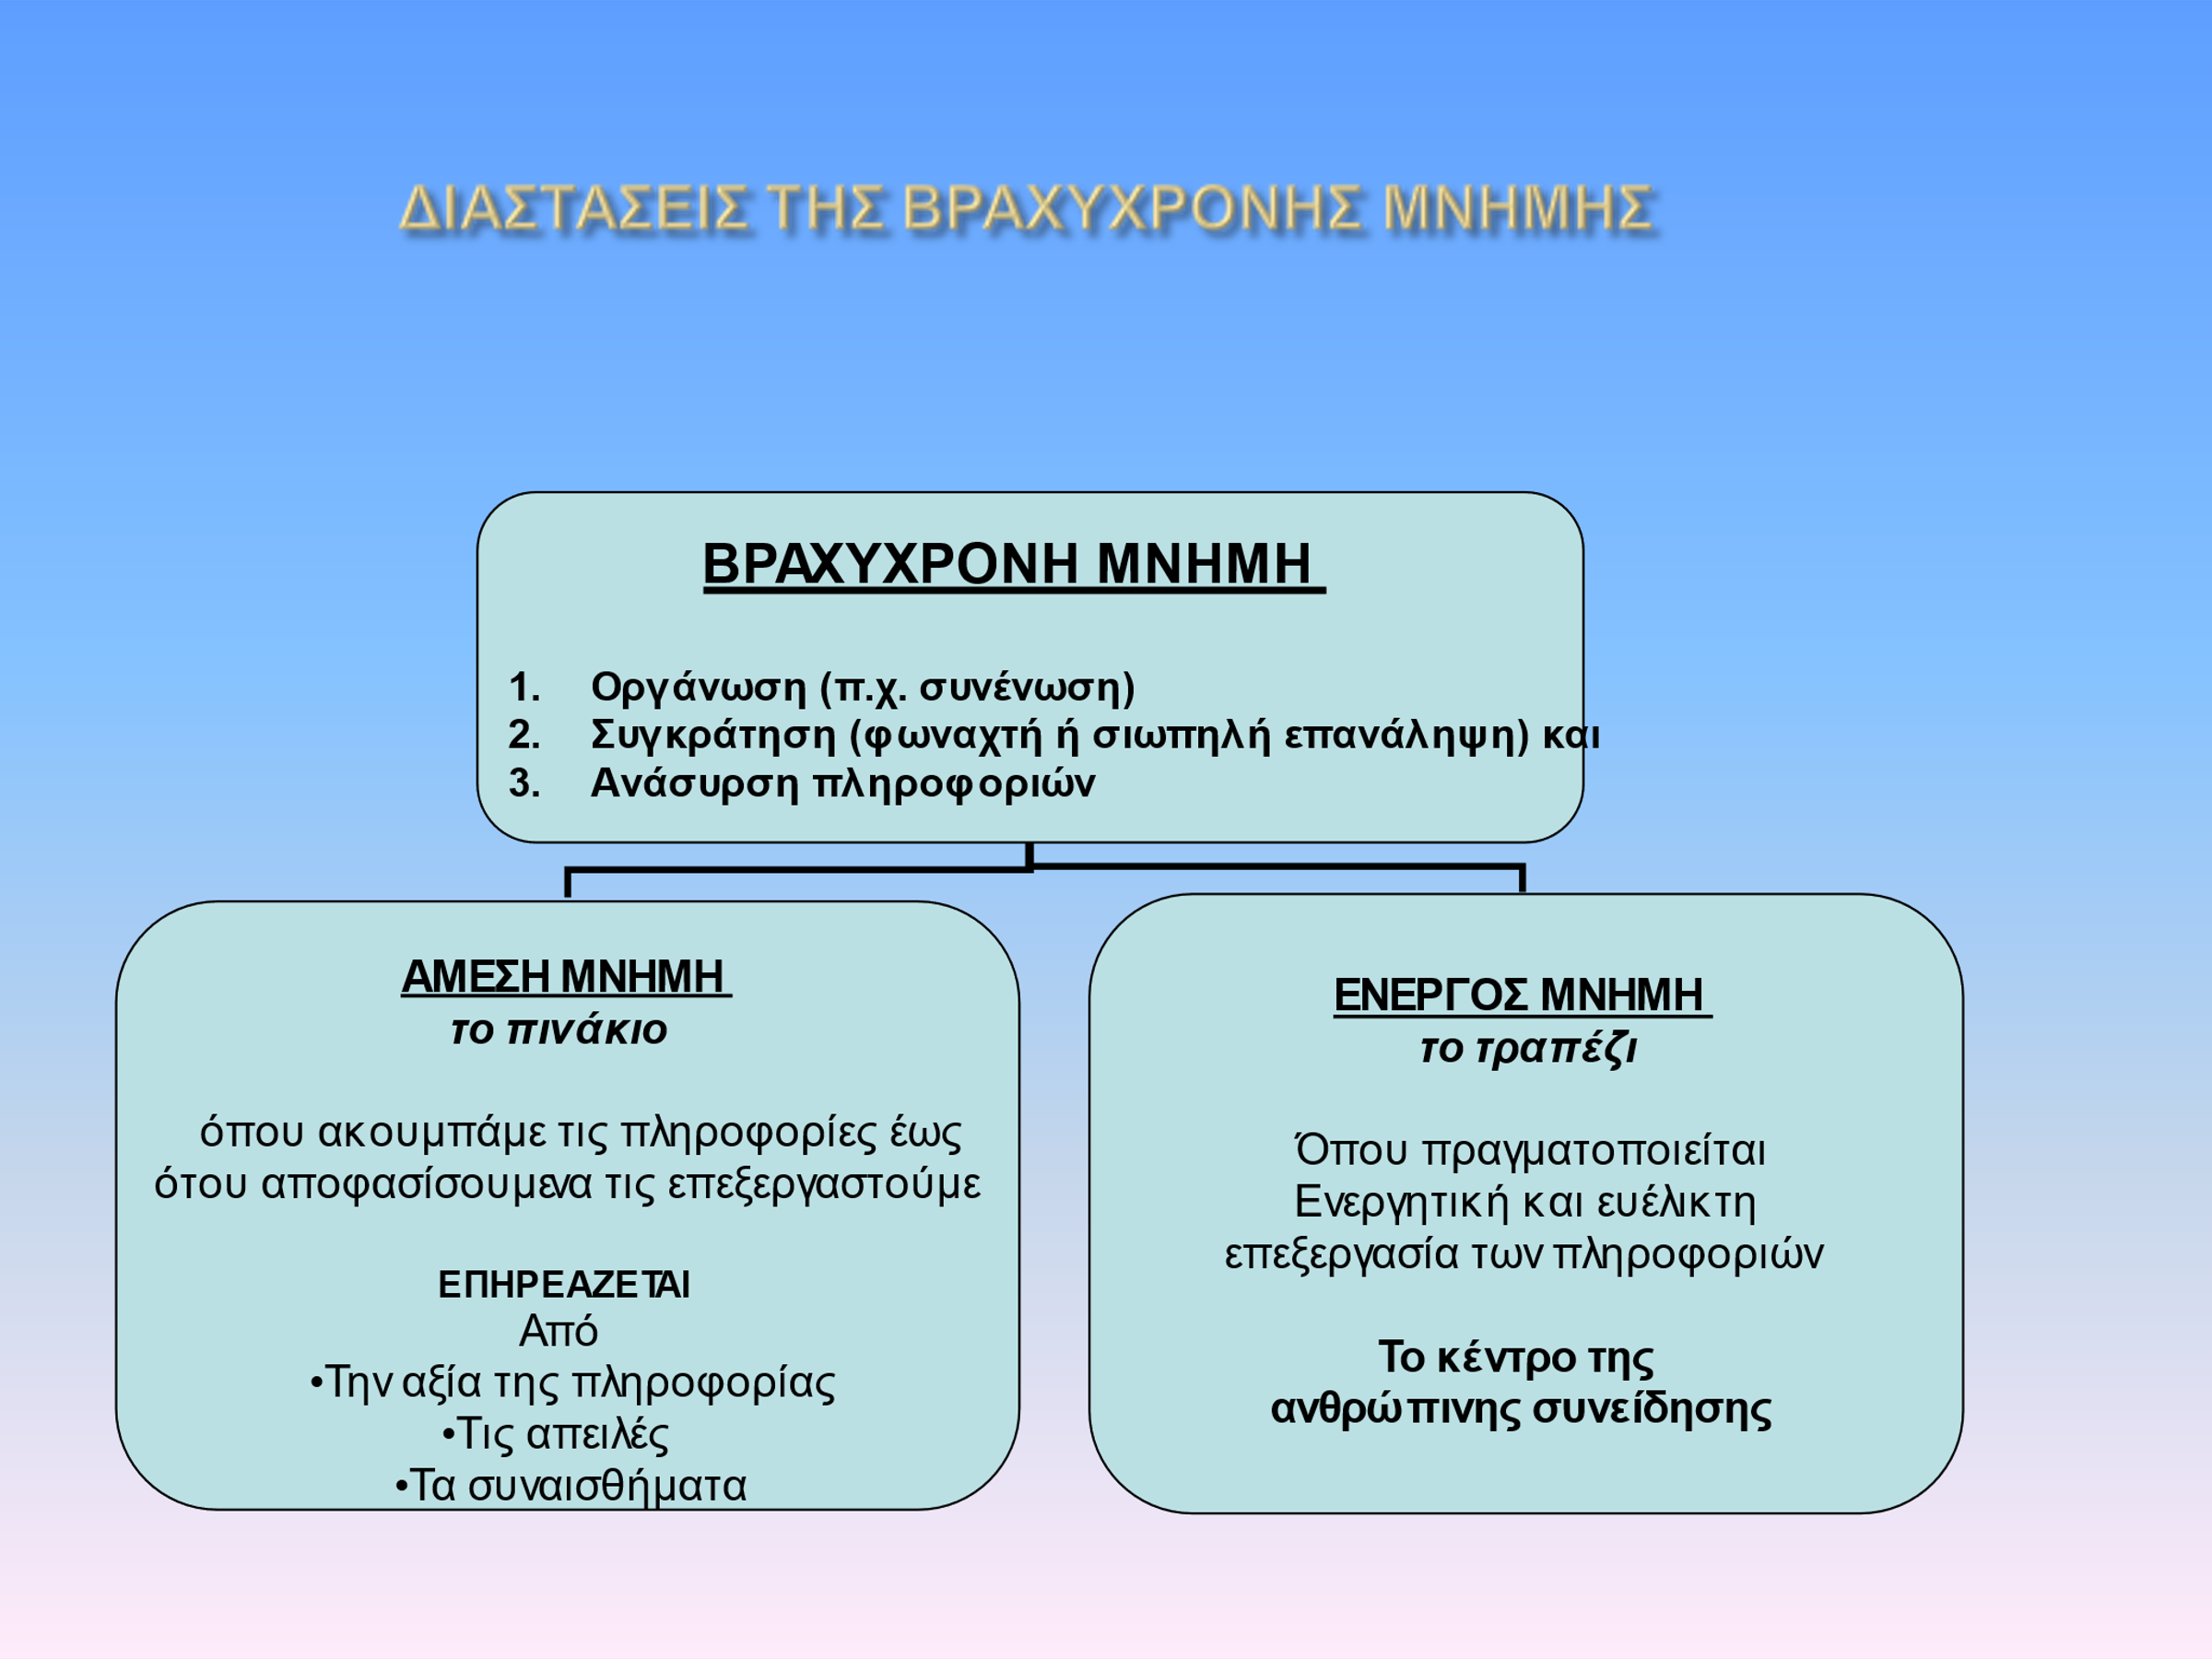 ΔΙΑΣΤΑΣΕΙΣ ΤΗΣ ΒΡΑΧΥΧΡΟΝΗΣ ΜΝΗΜΗΣ
ΒΡΑΧΥΧΡΟΝΗ ΜΝΗΜΗ
1. Οργάνωση (π.χ. συνένωση)
2. Συγκράτηση (φωναχτή ή σιωπηλή επανάληψη) και
3. Ανάσυρση πληροφοριών
ΑΜΕΣΗ ΜΝΗΜΗ
το πινάκιο
όπου ακουμπάμε τις πληροφορίες έως
ότου αποφασίσουμενα τις επεξεργαστούμε
ΕΠΗΡΕΑΖΕΤΑΙ
Από
•Την αξία της πληροφορίας
•Τις απειλές
•Τα συναισθήματα
ΕΝΕΡΓΟΣ ΜΝΗΜΗ
το τραπέζι
Όπου πραγματοποιείται
Ενεργητική και ευέλικτη
επεξεργασία των πληροφοριών
Το κέντρο της
ανθρώπινης συνείδησης